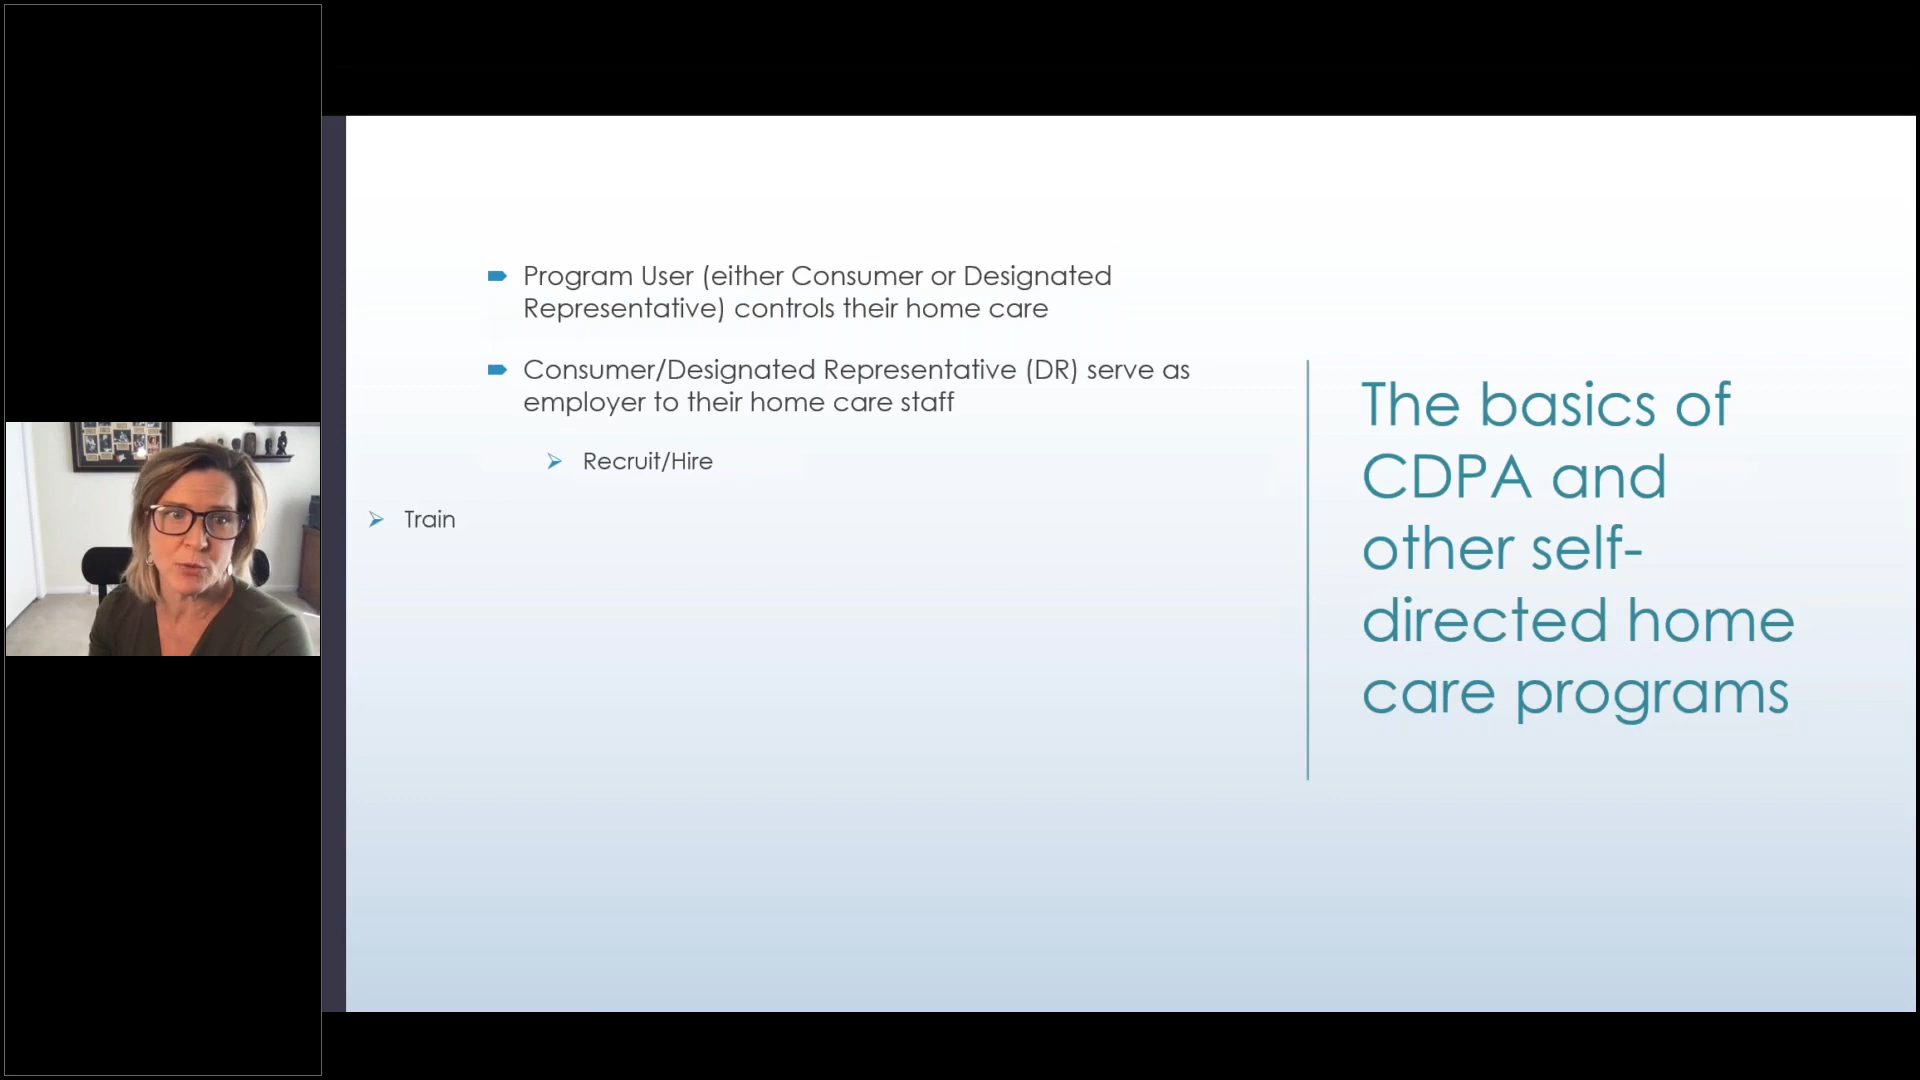 Program User (either Consumer or Designated
Representative) controls their home care
Consumer/Designated Representative (DR) serve as
employer to their home care staff
Recruit/Hire
Train
The basics of
CDPA and
other self-
directed home
care programs